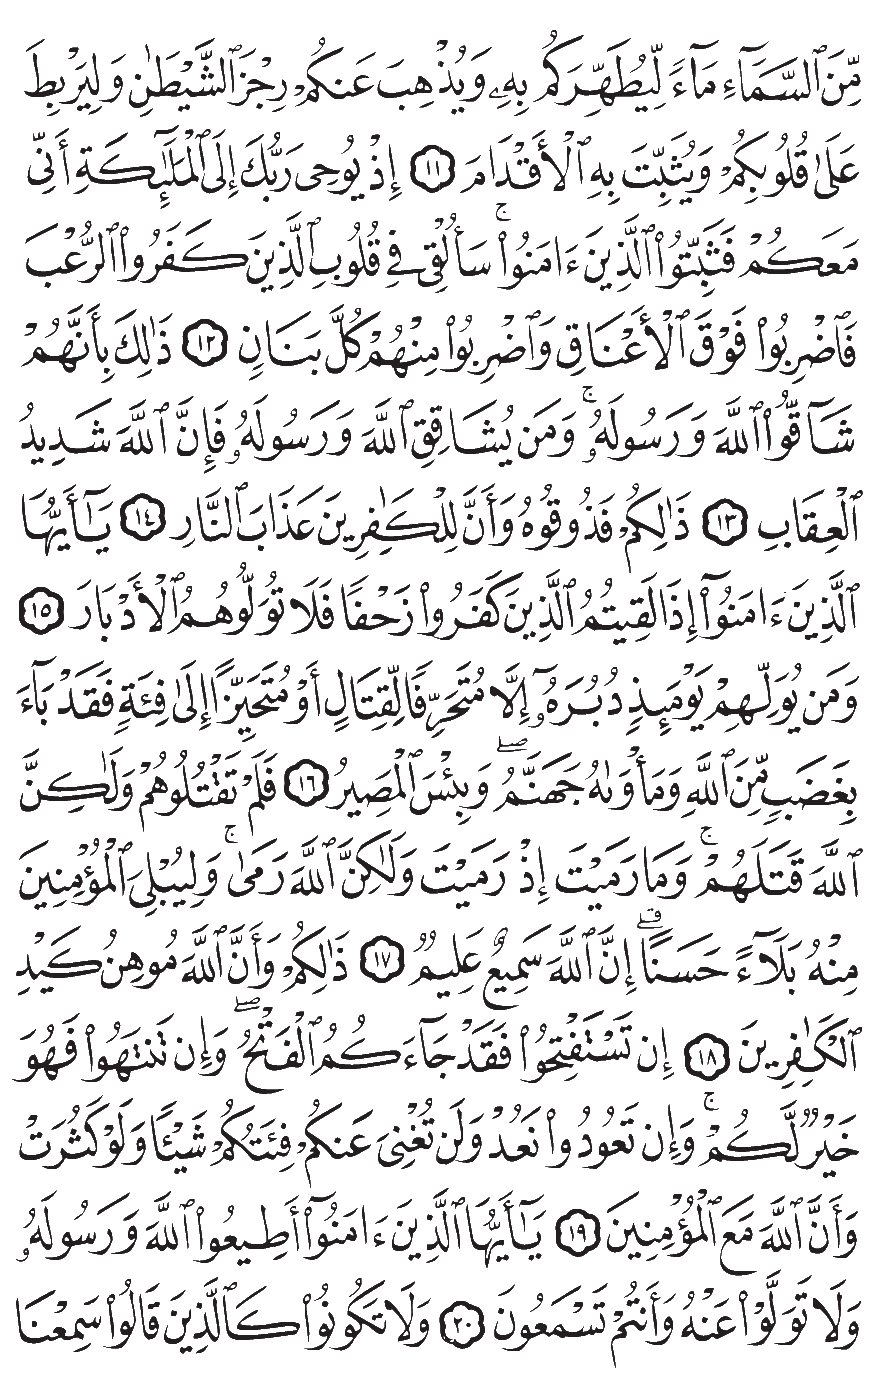 مِّنَ ٱلسَّمَآءِ مَآءً لِّيُطَهِّرَكُم بِهِۦ وَيُذْهِبَ عَنكُمْ رِجْزَ ٱلشَّيْطَٰنِ وَلِيَرْبِطَ
عَلَىٰ قُلُوبِكُمْ وَيُثَبِّتَ بِهِ ٱلْأَقْدَامَ ١١ إِذْ يُوحِى رَبُّكَ إِلَى ٱلْمَلَٰٓئِكَةِ أَنِّى
مَعَكُمْ فَثَبِّتُوا۟ ٱلَّذِينَ ءَامَنُوا۟ ۚ سَأُلْقِى فِى قُلُوبِ ٱلَّذِينَ كَفَرُوا۟ ٱلرُّعْبَ
فَٱضْرِبُوا۟ فَوْقَ ٱلْأَعْنَاقِ وَٱضْرِبُوا۟ مِنْهُمْ كُلَّ بَنَانٍ ١٢ ذَٰلِكَ بِأَنَّهُمْ
شَآقُّوا۟ ٱللَّهَ وَرَسُولَهُۥ ۚ وَمَن يُشَاقِقِ ٱللَّهَ وَرَسُولَهُۥ فَإِنَّ ٱللَّهَ شَدِيدُ
ٱلْعِقَابِ ١٣ ذَٰلِكُمْ فَذُوقُوهُ وَأَنَّ لِلْكَٰفِرِينَ عَذَابَ ٱلنَّارِ ١٤ يَٰٓأَيُّهَا
ٱلَّذِينَ ءَامَنُوٓا۟ إِذَا لَقِيتُمُ ٱلَّذِينَ كَفَرُوا۟ زَحْفًا فَلَا تُوَلُّوهُمُ ٱلْأَدْبَارَ ١٥
وَمَن يُوَلِّهِمْ يَوْمَئِذٍ دُبُرَهُۥٓ إِلَّا مُتَحَرِّفًا لِّقِتَالٍ أَوْ مُتَحَيِّزًا إِلَىٰ فِئَةٍ فَقَدْ بَآءَ
بِغَضَبٍ مِّنَ ٱللَّهِ وَمَأْوَىٰهُ جَهَنَّمُ ۖ وَبِئْسَ ٱلْمَصِيرُ ١٦ فَلَمْ تَقْتُلُوهُمْ وَلَٰكِنَّ
ٱللَّهَ قَتَلَهُمْ ۚ وَمَا رَمَيْتَ إِذْ رَمَيْتَ وَلَٰكِنَّ ٱللَّهَ رَمَىٰ ۚ وَلِيُبْلِىَ ٱلْمُؤْمِنِينَ
مِنْهُ بَلَآءً حَسَنًا ۚ إِنَّ ٱللَّهَ سَمِيعٌ عَلِيمٌ ١٧ ذَٰلِكُمْ وَأَنَّ ٱللَّهَ مُوهِنُ كَيْدِ
ٱلْكَٰفِرِينَ ١٨ إِن تَسْتَفْتِحُوا۟ فَقَدْ جَآءَكُمُ ٱلْفَتْحُ ۖ وَإِن تَنتَهُوا۟ فَهُوَ
خَيْرٌ لَّكُمْ ۚ وَإِن تَعُودُوا۟ نَعُدْ وَلَن تُغْنِىَ عَنكُمْ فِئَتُكُمْ شَيْـًٔا وَلَوْ كَثُرَتْ
وَأَنَّ ٱللَّهَ مَعَ ٱلْمُؤْمِنِينَ ١٩ يَٰٓأَيُّهَا ٱلَّذِينَ ءَامَنُوٓا۟ أَطِيعُوا۟ ٱللَّهَ وَرَسُولَهُۥ
وَلَا تَوَلَّوْا۟ عَنْهُ وَأَنتُمْ تَسْمَعُونَ ٢٠ وَلَا تَكُونُوا۟ كَٱلَّذِينَ قَالُوا۟ سَمِعْنَا